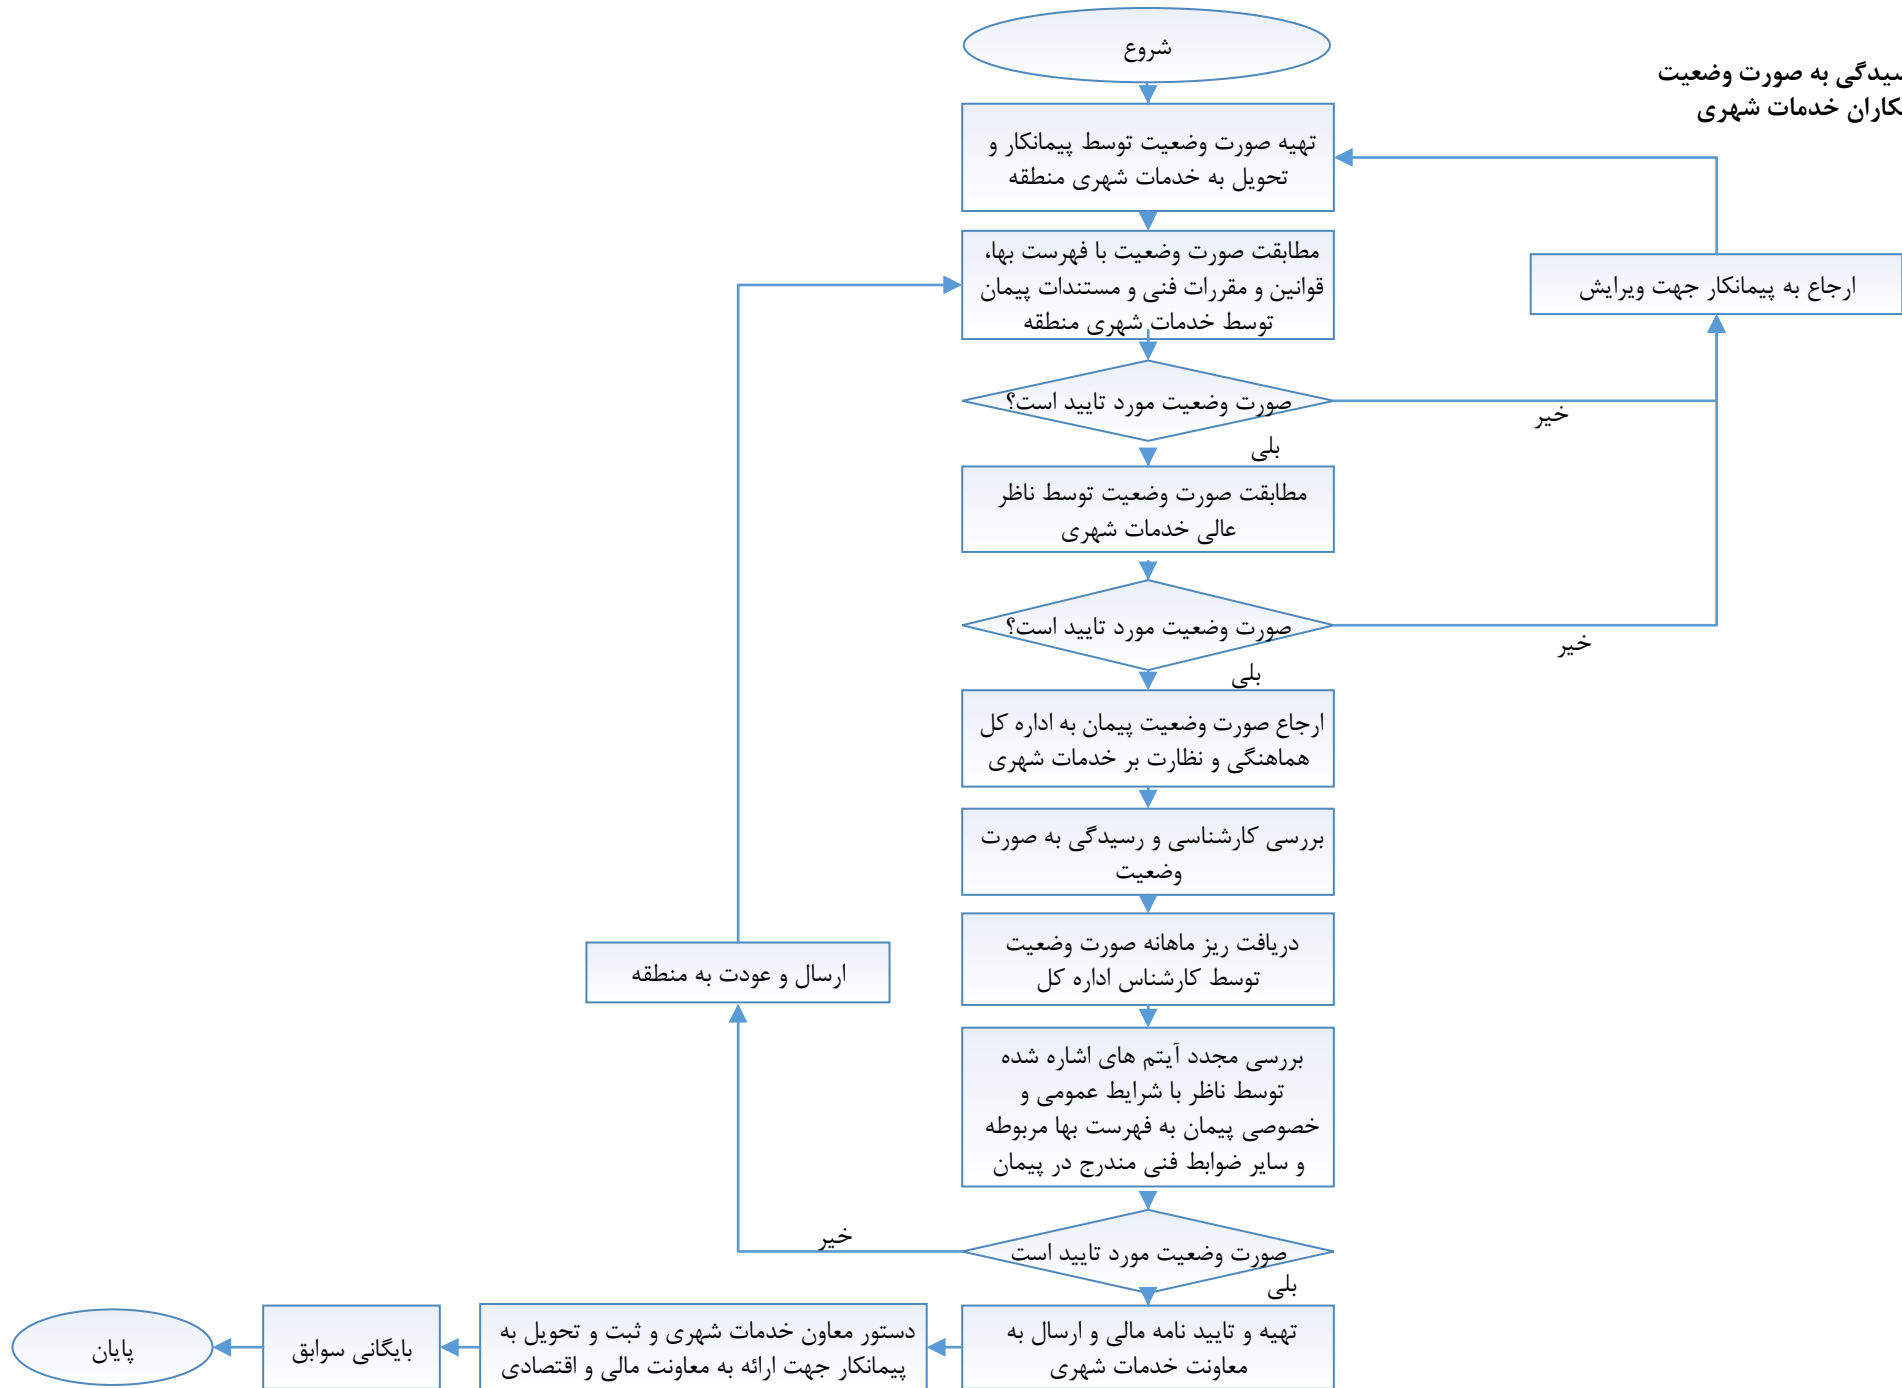 به صورت وضعیت
خدمات شهری
شروع
تهیه صورت وضعیت توسط پیمانکار و
تحویل به خدمات شهری منطقه
مطابقت صورت وضعیت با فهرست بها،
قوانین و مقررات فنی و مستندات پیمان
توسط خدمات شهری منطقه
ارجاع به پیمانکار جهت ویرایش
صورت وضعیت مورد تایید است؟
خیر
بلی
مطابقت صورت وضعیت توسط ناظر
عالی خدمات شهری
صورت وضعیت مورد تایید است؟
خیر
بلی
ارجاع صورت وضعیت پیمان به اداره کل
هماهنگی و نظارت بر خدمات شهری
بررسی کارشناسی و رسیدگی به صورت
وضعیت
دریافت ریز ماهانه صورت وضعیت
توسط کارشناس اداره کل
ارسال و عودت به منطقه
بررسی مجدد آیتم های اشاره شده
توسط ناظر با شرایط عمومی و
خصوصی پیمان به فهرست بها مربوطه
و سایر ضوابط فنی مندرج در پیمان
خیر
صورت وضعیت مورد تایید است
بلی
تهیه و تایید نامه مالی و ارسال به
معاونت خدمات شهری
دستور معاون خدمات شهری و ثبت و تحویل به
پیمانکار جهت ارائه به معاونت مالی و اقتصادی
بایگانی سوابق
پایان